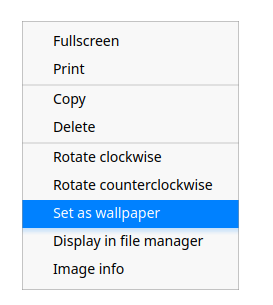 Fullscreen
Print
Copy
Delete
Rotate clockwise
Rotate counterclockwise
Set as wallpaper
Display in file manager
Image info